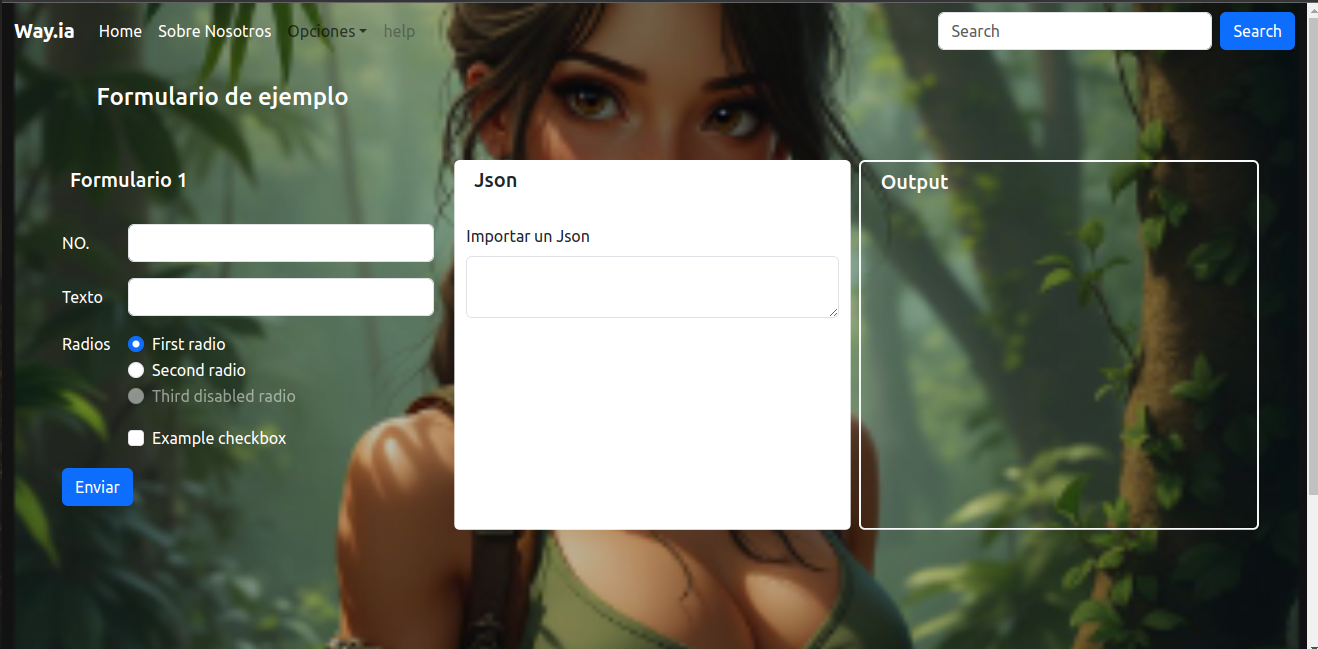 Way.ia Home Sobre Nosotros Opciones help Search Search
Formulario de ejemplo
Formulario 1
NO.
Texto
Radios First radio
Second radio
Third disabled radio
Example checkbox
Enviar
Json
Importar un Json
Output